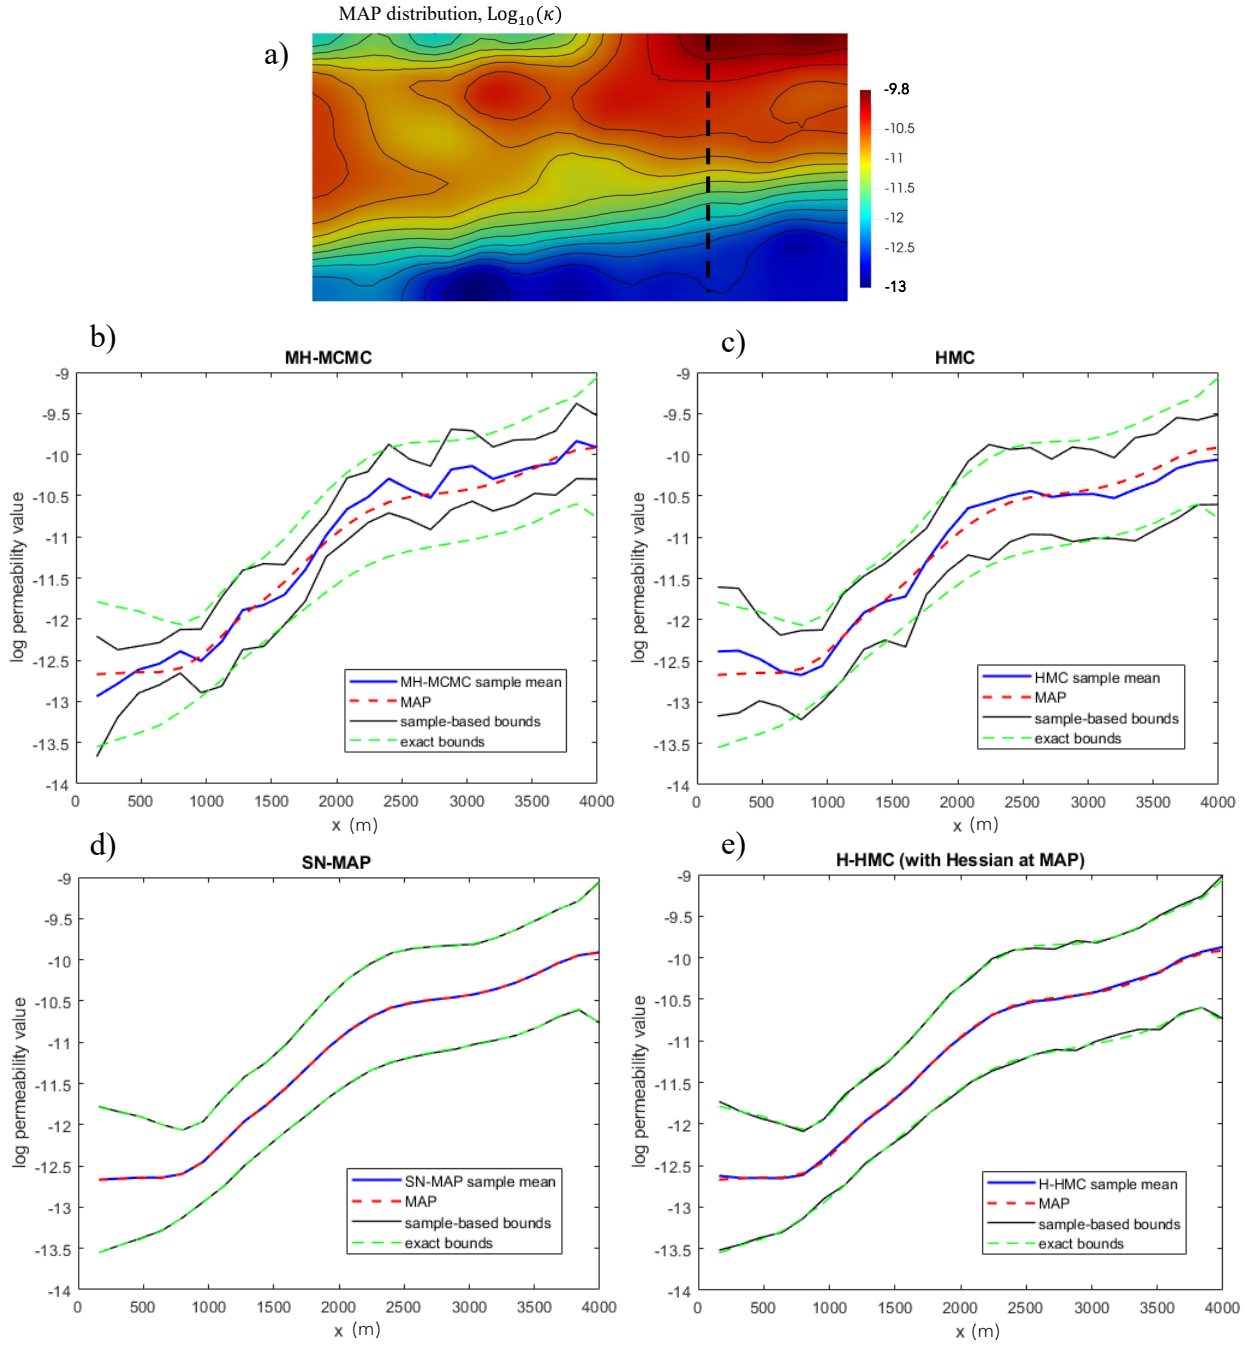 MAP distribution, Log₁₀(κ)
a)
-9.8
-10.5
-11
-11.5
-12
-12.5
-13
b)
MH-MCMC
-9
-9.5
-10
-10.5
-11
-11.5
-12
-12.5
-13
-13.5
-14
log permeability value
0 500 1000 1500 2000 2500 3000 3500 4000
x (m)
MH-MCMC sample mean
MAP
sample-based bounds
exact bounds
c)
HMC
-9
-9.5
-10
-10.5
-11
-11.5
-12
-12.5
-13
-13.5
-14
log permeability value
0 500 1000 1500 2000 2500 3000 3500 4000
x (m)
HMC sample mean
MAP
sample-based bounds
exact bounds
d)
SN-MAP
-9
-9.5
-10
-10.5
-11
-11.5
-12
-12.5
-13
-13.5
-14
log permeability value
0 500 1000 1500 2000 2500 3000 3500 4000
x (m)
SN-MAP sample mean
MAP
sample-based bounds
exact bounds
e)
H-HMC (with Hessian at MAP)
-9
-9.5
-10
-10.5
-11
-11.5
-12
-12.5
-13
-13.5
-14
log permeability value
0 500 1000 1500 2000 2500 3000 3500 4000
x (m)
H-HMC sample mean
MAP
sample-based bounds
exact bounds